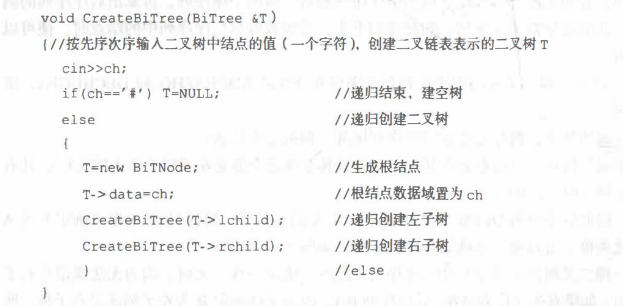 void CreateBiTree(BiTree &T)
{//按先序次序输入二叉树中结点的值(一个字符), 创建二叉链表表示的二叉树 T
cin>>ch;
if(ch=='#') T=NULL; //递归结束, 建空树
else //递归创建二叉树
{
T=new BiTNode; //生成根结点
T->data=ch; //根结点数据域置为 ch
CreateBiTree(T->lchild); //递归创建左子树
CreateBiTree(T->rchild); //递归创建右子树
} //else
}